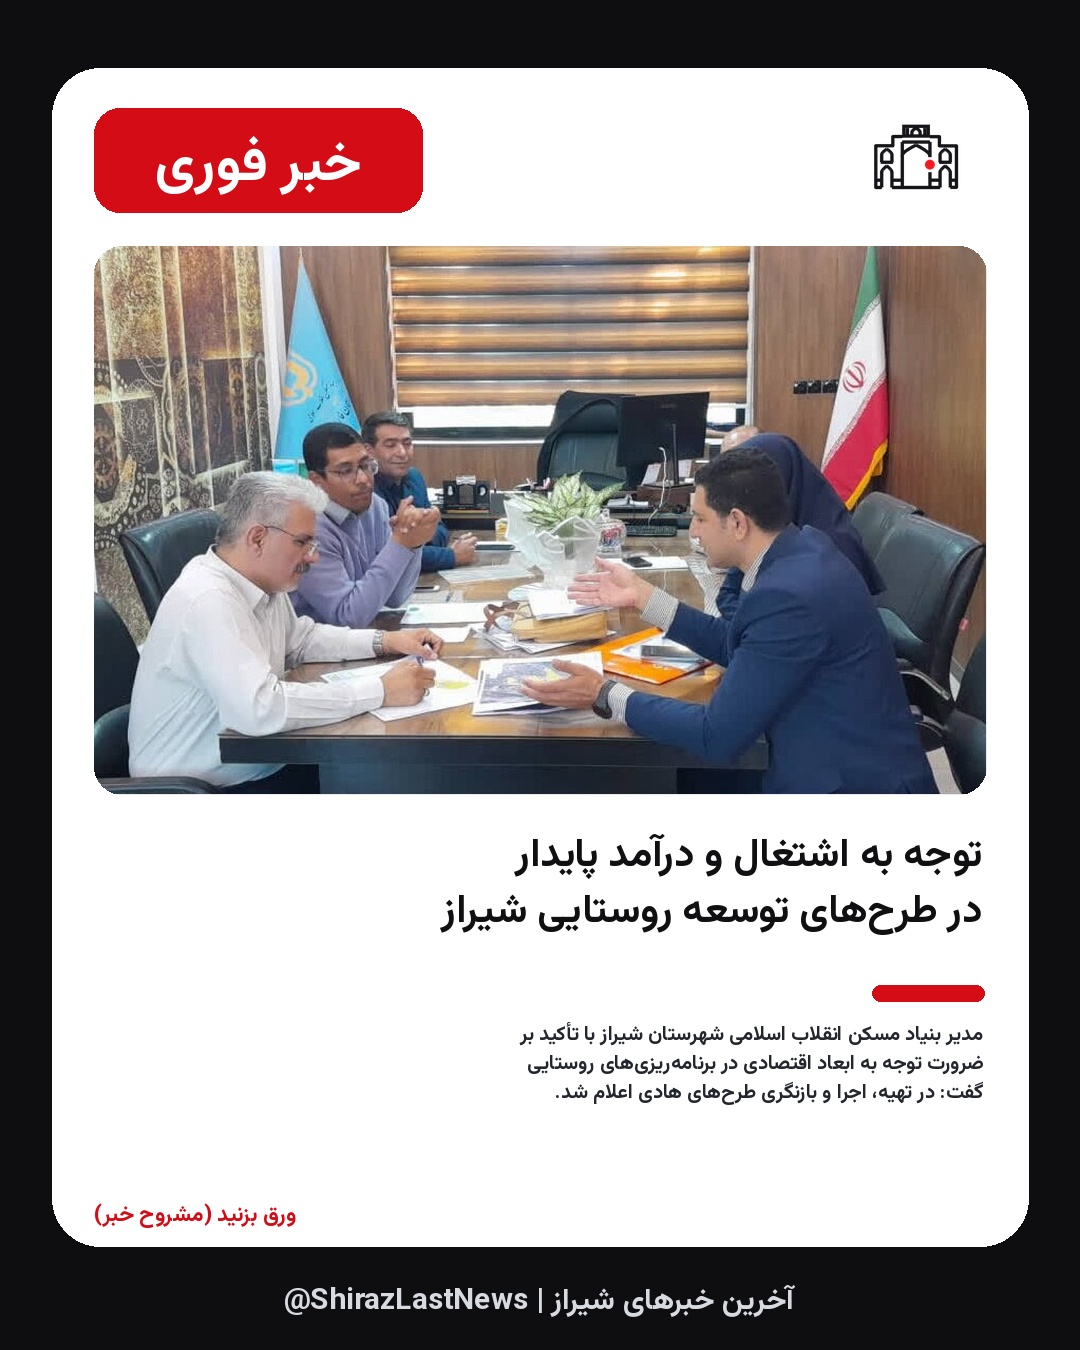 خبر فوری
توجه به اشتغال و درآمد پایدار
در طرح‌های توسعه روستایی شیراز
مدیر بنیاد مسکن انقلاب اسلامی شهرستان شیراز با تأکید بر
ضرورت توجه به ابعاد اقتصادی در برنامه‌ریزی‌های روستایی
گفت: در تهیه، اجرا و بازنگری طرح‌های هادی اعلام شد.
ورق بزنید (مشروح خبر)
آخرین خبرهای شیراز | @ShirazLastNews